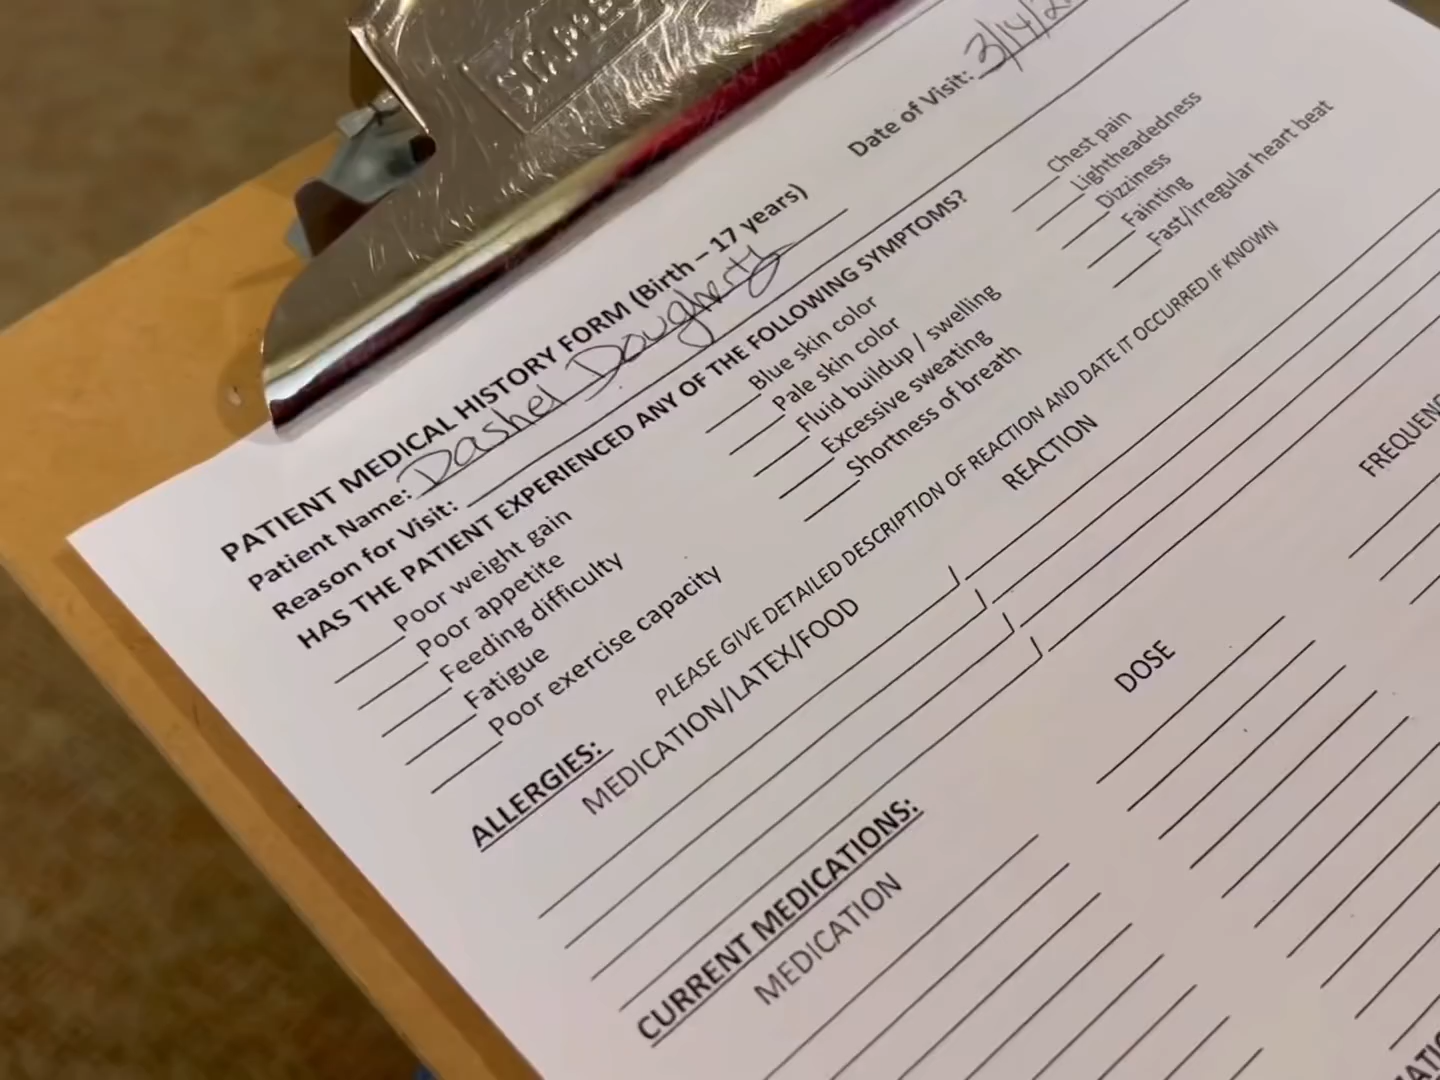 PATIENT MEDICAL HISTORY FORM (Birth – 17 years)
Patient Name: Dashel Dougherty
Date of Visit: 3/14/2
Reason for Visit:
HAS THE PATIENT EXPERIENCED ANY OF THE FOLLOWING SYMPTOMS?
Poor weight gain
Poor appetite
Feeding difficulty
Fatigue
Poor exercise capacity
Blue skin color
Pale skin color
Fluid buildup / swelling
Excessive sweating
Shortness of breath
Chest pain
Lightheadedness
Dizziness
Fainting
Fast/irregular heart beat
ALLERGIES:
PLEASE GIVE DETAILED DESCRIPTION OF REACTION AND DATE IT OCCURRED IF KNOWN
MEDICATION/LATEX/FOOD
REACTION
CURRENT MEDICATIONS:
MEDICATION
DOSE
FREQUEN